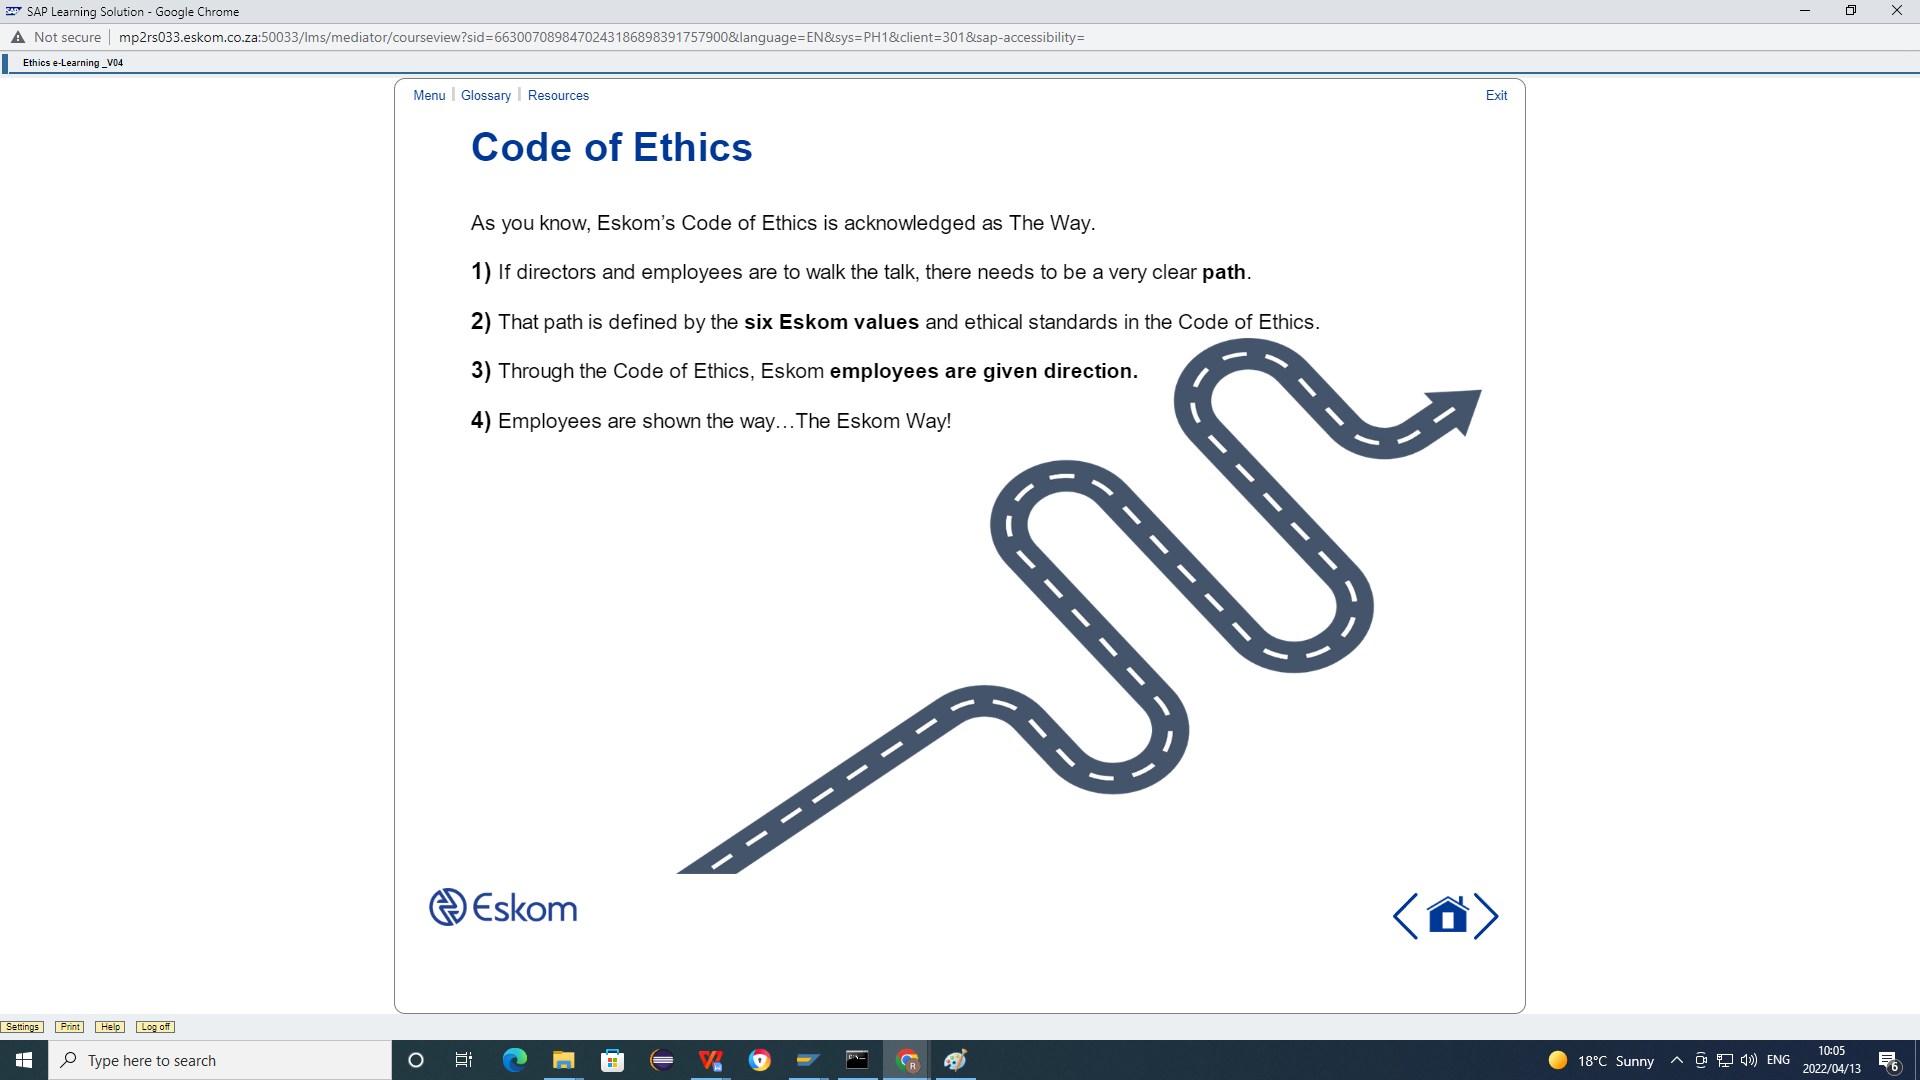 SAP Learning Solution - Google Chrome
Not secure mp2rs033.eskom.co.za:50033/lms/mediator/courseview?sid=6630070898470243186898391757900&language=EN&sys=PH1&client=301&sap-accessibility=
Ethics e-Learning _V04
Menu Glossary Resources Exit
Code of Ethics
As you know, Eskom’s Code of Ethics is acknowledged as The Way.
1) If directors and employees are to walk the talk, there needs to be a very clear path.
2) That path is defined by the six Eskom values and ethical standards in the Code of Ethics.
3) Through the Code of Ethics, Eskom employees are given direction.
4) Employees are shown the way…The Eskom Way!
Eskom
Settings Print Help Log off
Type here to search
18°C Sunny
ENG
10:05
2022/04/13
6